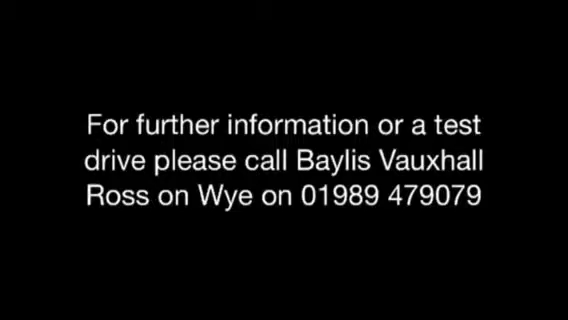 For further information or a test
drive please call Baylis Vauxhall
Ross on Wye on 01989 479079